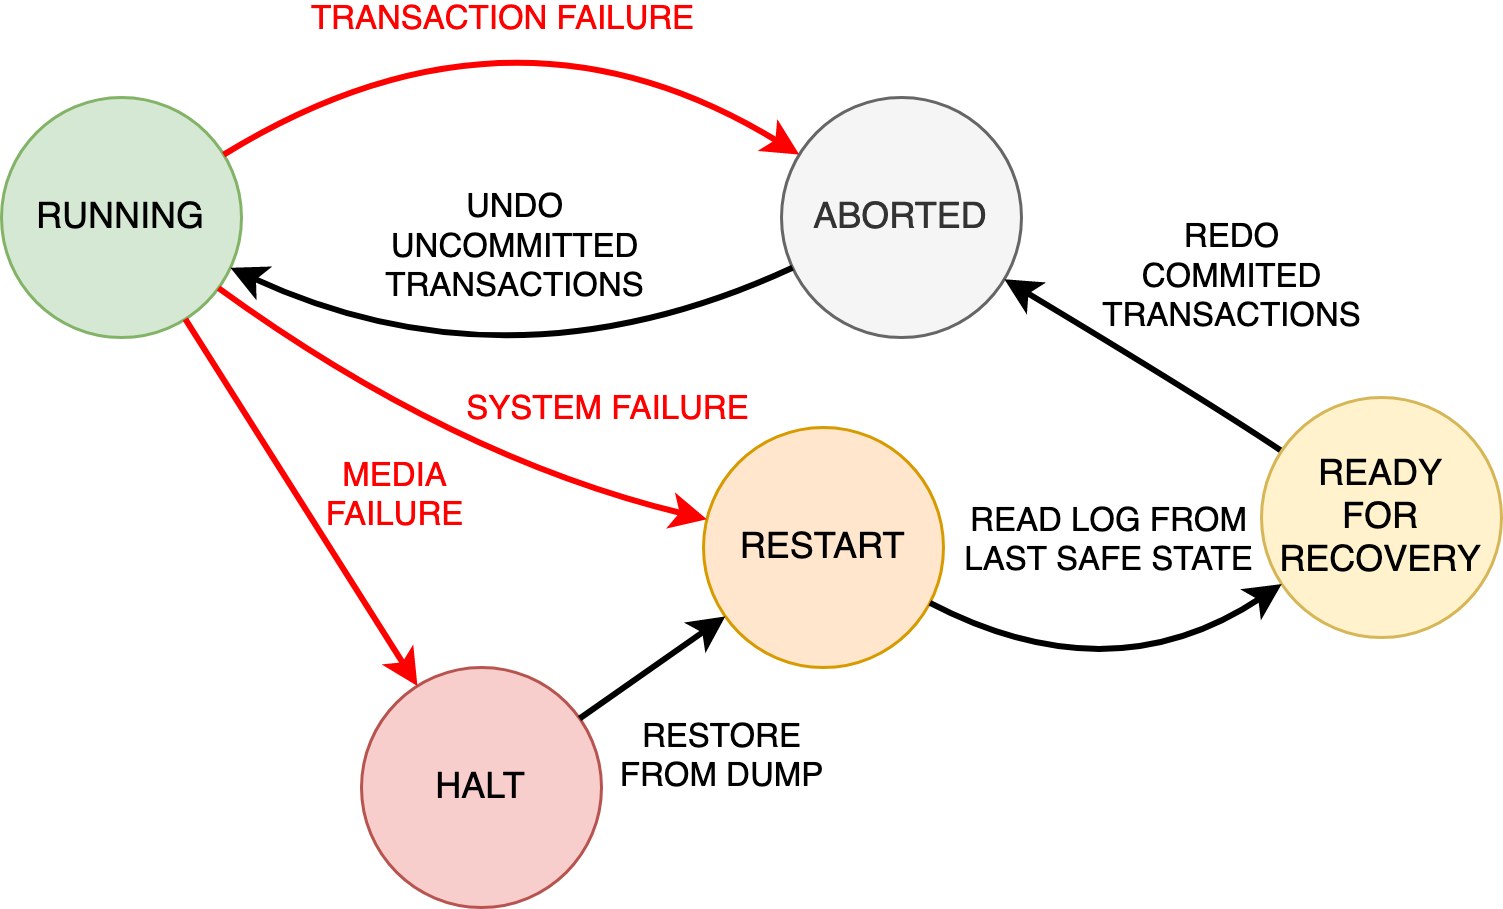 TRANSACTION FAILURE
RUNNING
UNDO
UNCOMMITTED
TRANSACTIONS
ABORTED
REDO
COMMITED
TRANSACTIONS
SYSTEM FAILURE
MEDIA
FAILURE
RESTART
READ LOG FROM
LAST SAFE STATE
READY
FOR
RECOVERY
HALT
RESTORE
FROM DUMP